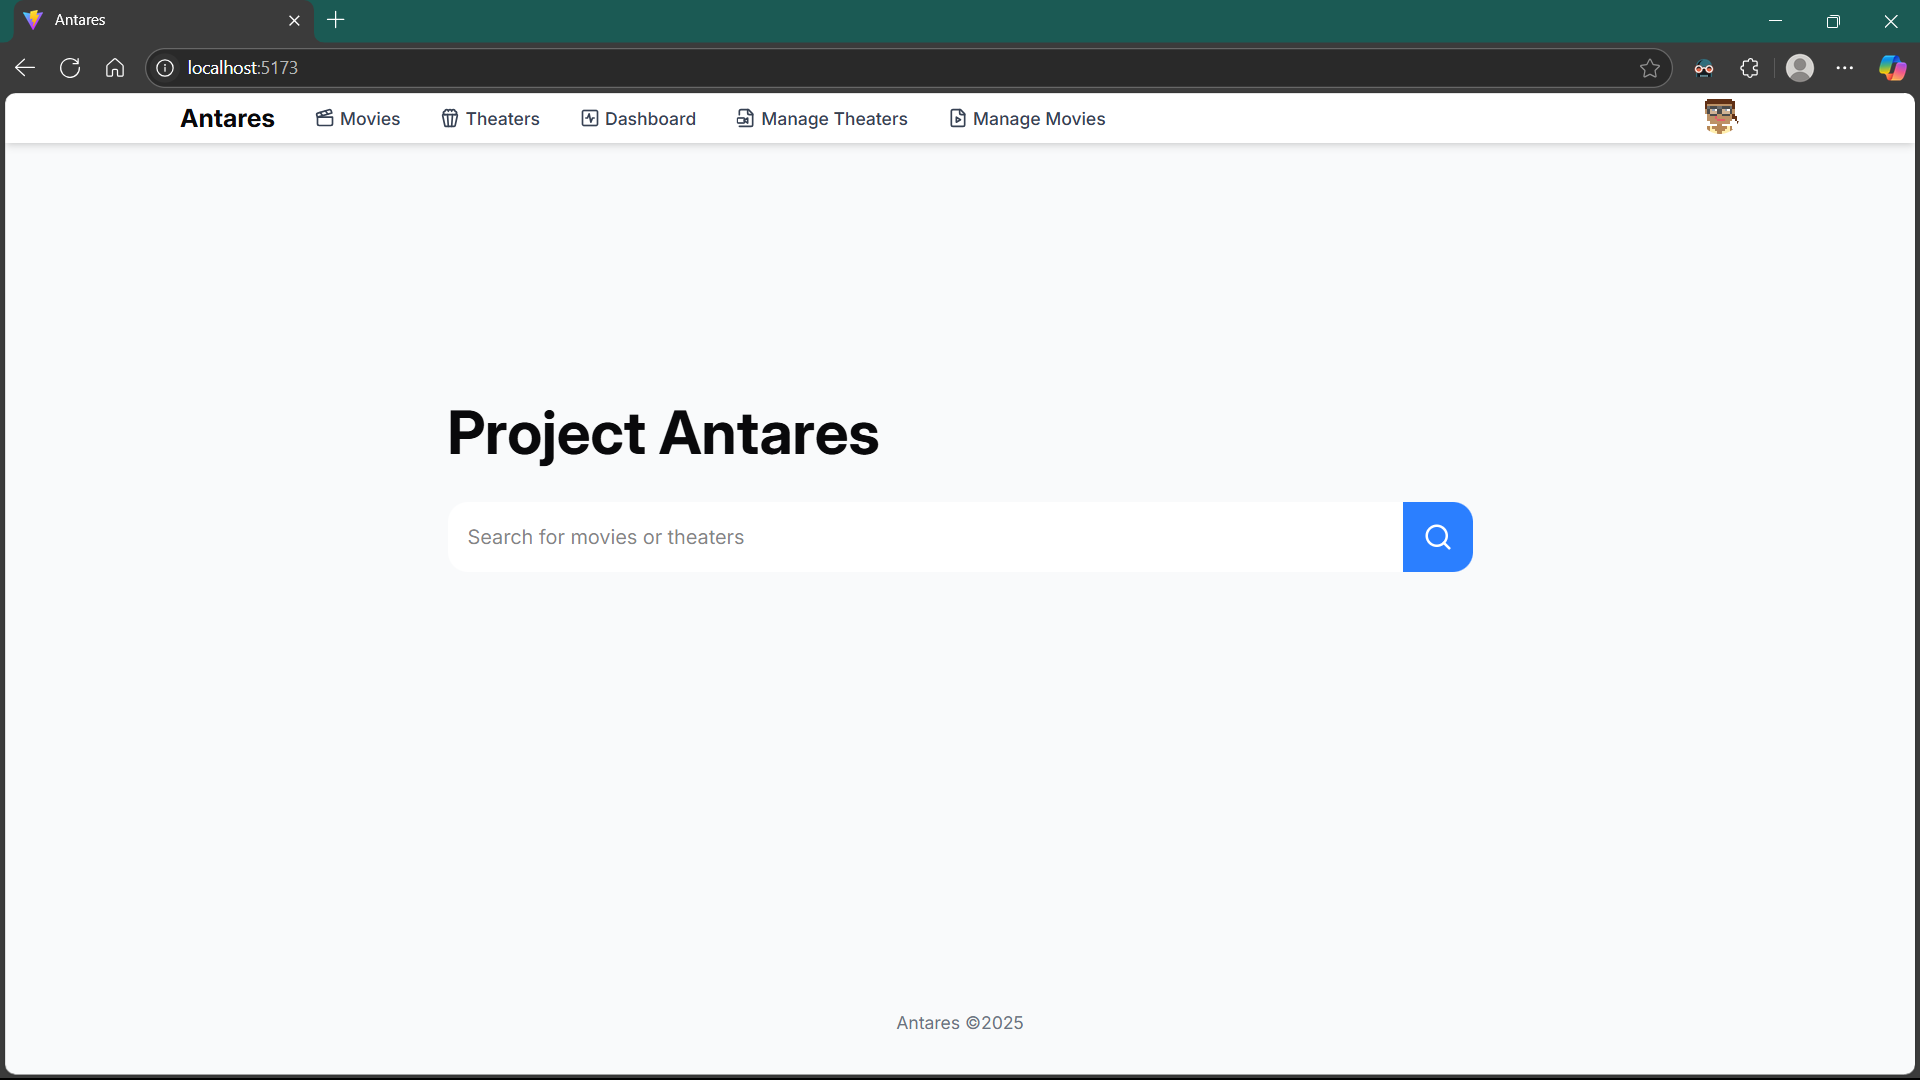 Antares
localhost:5173
Antares Movies Theaters Dashboard Manage Theaters Manage Movies
Project Antares
Search for movies or theaters
Antares ©2025